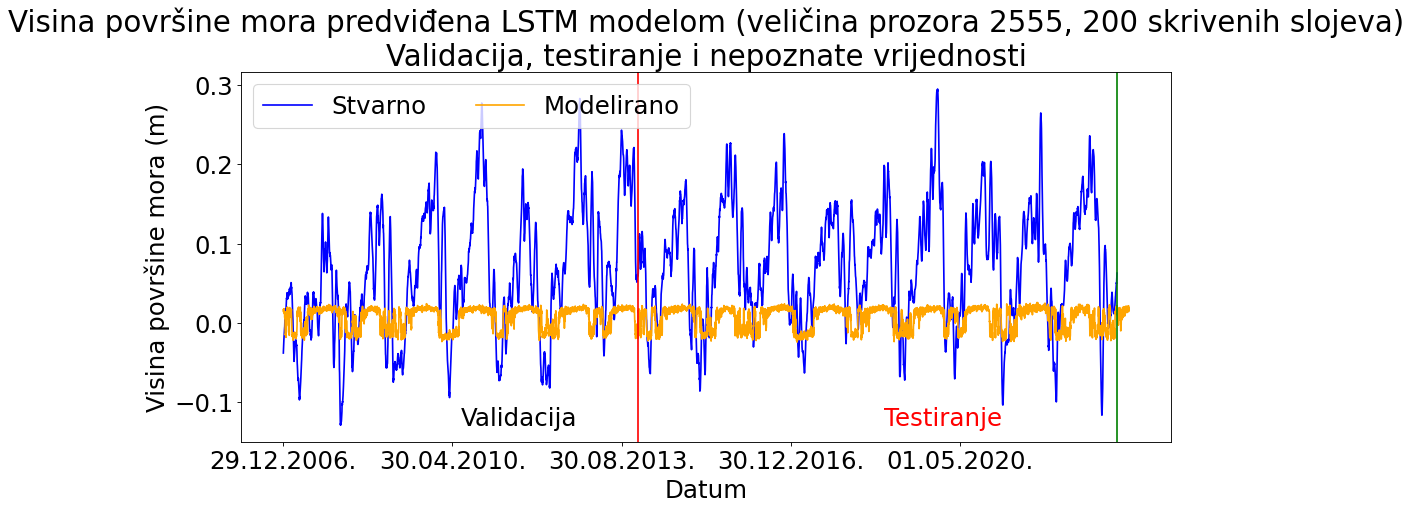 Visina površine mora predviđena LSTM modelom (veličina prozora 2555, 200 skrivenih slojeva)
Validacija, testiranje i nepoznate vrijednosti
Stvarno Modelirano
Visina površine mora (m)
0.3
0.2
0.1
0.0
−0.1
Validacija Testiranje
29.12.2006. 30.04.2010. 30.08.2013. 30.12.2016. 01.05.2020.
Datum